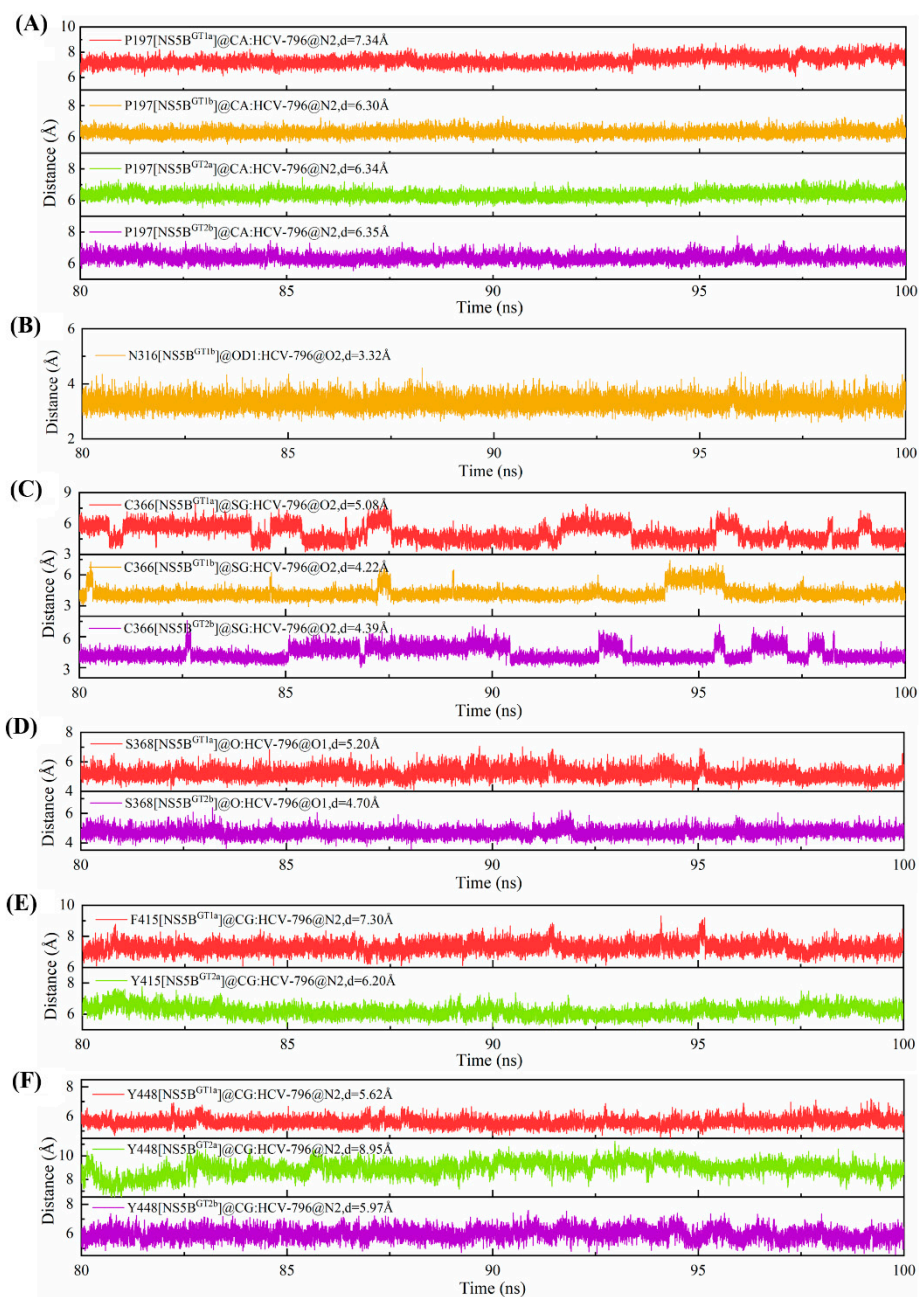 (A)
10
8
6
P197[NS5B^GT1a]@CA:HCV-796@N2,d=7.34Å
8
6
P197[NS5B^GT1b]@CA:HCV-796@N2,d=6.30Å
8
6
P197[NS5B^GT2a]@CA:HCV-796@N2,d=6.34Å
8
6
P197[NS5B^GT2b]@CA:HCV-796@N2,d=6.35Å
Distance (Å)
80 85 90 95 100
Time (ns)
(B)
6
4
2
N316[NS5B^GT1b]@OD1:HCV-796@O2,d=3.32Å
Distance (Å)
80 85 90 95 100
Time (ns)
(C)
9
6
3
C366[NS5B^GT1a]@SG:HCV-796@O2,d=5.08Å
6
3
C366[NS5B^GT1b]@SG:HCV-796@O2,d=4.22Å
6
3
C366[NS5B^GT2b]@SG:HCV-796@O2,d=4.39Å
Distance (Å)
80 85 90 95 100
Time (ns)
(D)
8
6
4
S368[NS5B^GT1a]@O:HCV-796@O1,d=5.20Å
6
4
S368[NS5B^GT2b]@O:HCV-796@O1,d=4.70Å
Distance (Å)
80 85 90 95 100
Time (ns)
(E)
10
8
6
F415[NS5B^GT1a]@CG:HCV-796@N2,d=7.30Å
8
6
Y415[NS5B^GT2a]@CG:HCV-796@N2,d=6.20Å
Distance (Å)
80 85 90 95 100
Time (ns)
(F)
8
6
Y448[NS5B^GT1a]@CG:HCV-796@N2,d=5.62Å
10
8
Y448[NS5B^GT2a]@CG:HCV-796@N2,d=8.95Å
8
6
Y448[NS5B^GT2b]@CG:HCV-796@N2,d=5.97Å
Distance (Å)
80 85 90 95 100
Time (ns)